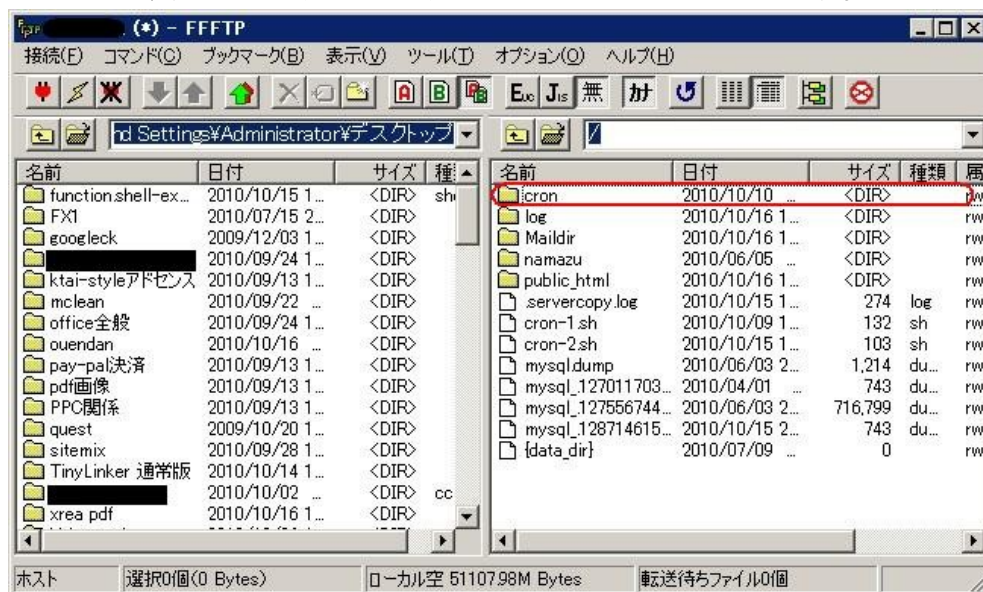 (*) - FFFTP
接続(F) コマンド(C) ブックマーク(B) 表示(V) ツール(T) オプション(O) ヘルプ(H)
A B Euc Jis 無 カナ
nd Settings¥Administrator¥デスクトップ /
名前 日付 サイズ 種 名前 日付 サイズ 種類 属
function.shell-ex... 2010/10/15 1... <DIR> cron 2010/10/10 ... <DIR> rw
FX1 2010/07/15 2... <DIR> log 2010/10/16 1... <DIR> rw
googleck 2009/12/03 1... <DIR> Maildir 2010/10/16 1... <DIR> rw
2010/09/24 1... <DIR> namazu 2010/06/05 ... <DIR> rw
ktai-styleアドセンス 2010/09/13 1... <DIR> public_html 2010/10/16 1... <DIR> rw
mclean 2010/09/22 ... <DIR> .servercopy.log 2010/10/15 1... 274 log rw
office全般 2010/09/24 1... <DIR> cron-1.sh 2010/10/09 1... 132 sh rw
ouendan 2010/10/16 ... <DIR> cron-2.sh 2010/10/15 1... 103 sh rw
pay-pal決済 2010/09/13 1... <DIR> mysql.dump 2010/06/03 2... 1,214 du... rw
pdf画像 2010/09/13 1... <DIR> mysql_127011703... 2010/04/01 ... 743 du... rw
PPC関係 2010/09/13 1... <DIR> mysql_127556744... 2010/06/03 2... 716,799 du... rw
quest 2009/10/20 1... <DIR> mysql_128714615... 2010/10/15 2... 743 du... rw
sitemix 2010/09/28 1... <DIR> {data_dir} 2010/07/09 ... 0 rw
TinyLinker 通常版 2010/10/14 1... <DIR>
2010/10/02 ... <DIR> cc
xrea pdf 2010/10/16 1... <DIR>
ホスト 選択0個(0 Bytes) ローカル空 51107.98M Bytes 転送待ちファイル0個